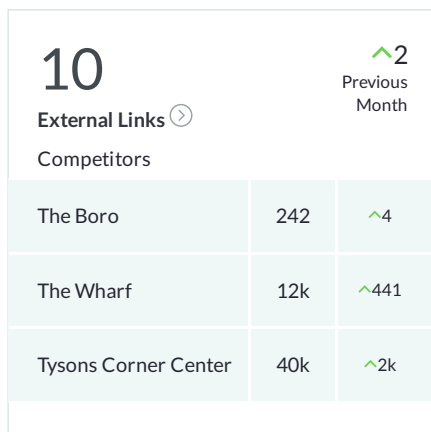 10
2
Previous
Month
External Links
Competitors
The Boro 242 4
The Wharf 12k 441
Tysons Corner Center 40k 2k